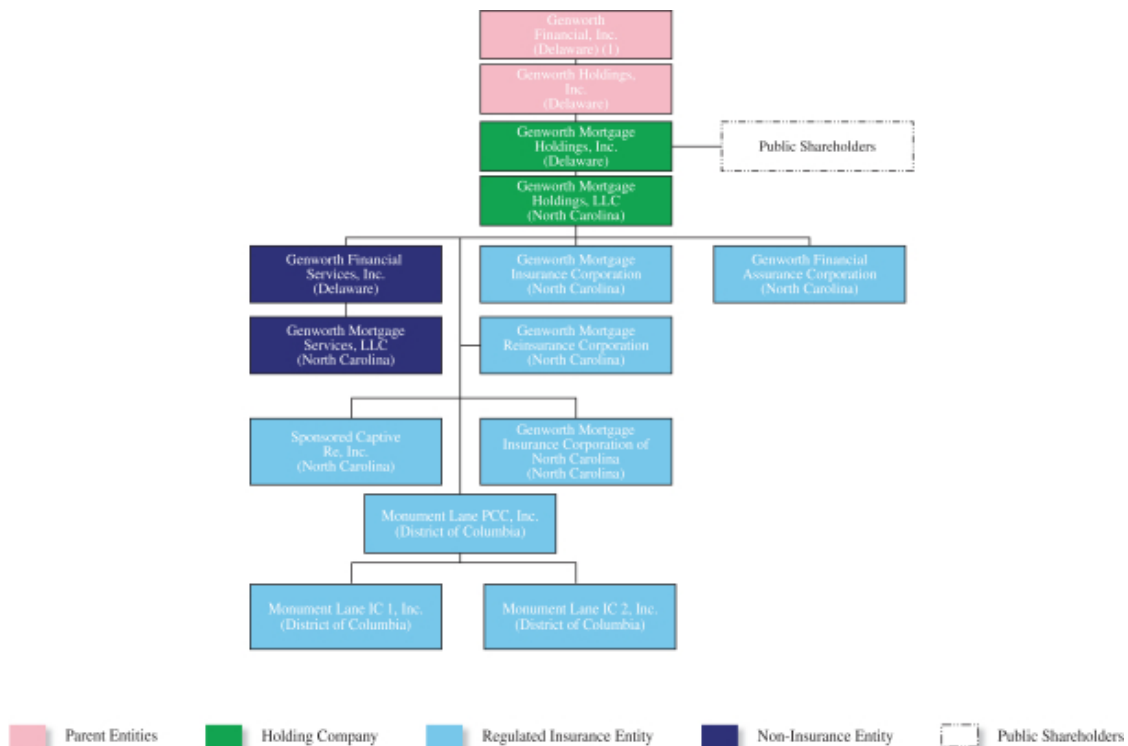 Genworth
Financial, Inc.
(Delaware) (1)
Genworth Holdings,
Inc.
(Delaware)
Genworth Mortgage
Holdings, Inc.
(Delaware)
Public Shareholders
Genworth Mortgage
Holdings, LLC
(North Carolina)
Genworth Financial
Services, Inc.
(Delaware)
Genworth Mortgage
Insurance Corporation
(North Carolina)
Genworth Financial
Assurance Corporation
(North Carolina)
Genworth Mortgage
Services, LLC
(North Carolina)
Genworth Mortgage
Reinsurance Corporation
(North Carolina)
Sponsored Captive
Re, Inc.
(North Carolina)
Genworth Mortgage
Insurance Corporation of
North Carolina
(North Carolina)
Monument Lane PCC, Inc.
(District of Columbia)
Monument Lane IC 1, Inc.
(District of Columbia)
Monument Lane IC 2, Inc.
(District of Columbia)
Parent Entities
Holding Company
Regulated Insurance Entity
Non-Insurance Entity
Public Shareholders